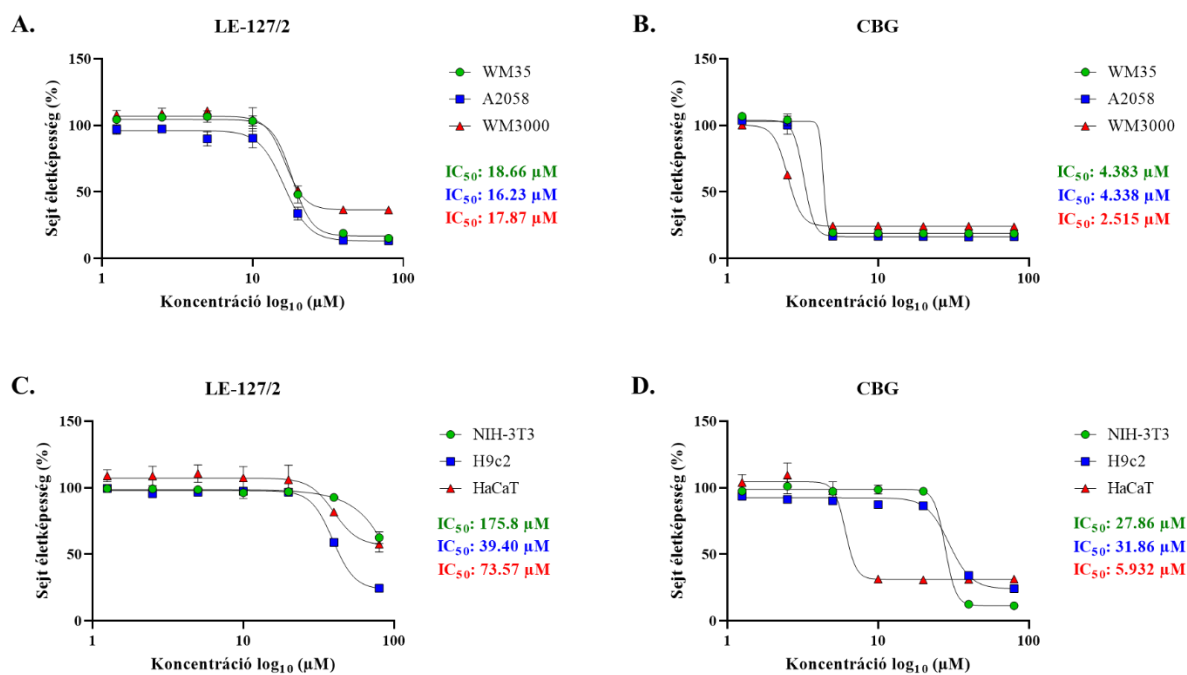 A.
LE-127/2
Sejt életképesség (%)
150
100
50
0
1
10
100
Koncentráció log10 (µM)
WM35
A2058
WM3000
IC50: 18.66 µM
IC50: 16.23 µM
IC50: 17.87 µM
B.
CBG
Sejt életképesség (%)
150
100
50
0
1
10
100
Koncentráció log10 (µM)
WM35
A2058
WM3000
IC50: 4.383 µM
IC50: 4.338 µM
IC50: 2.515 µM
C.
LE-127/2
Sejt életképesség (%)
150
100
50
0
1
10
100
Koncentráció log10 (µM)
NIH-3T3
H9c2
HaCaT
IC50: 175.8 µM
IC50: 39.40 µM
IC50: 73.57 µM
D.
CBG
Sejt életképesség (%)
150
100
50
0
1
10
100
Koncentráció log10 (µM)
NIH-3T3
H9c2
HaCaT
IC50: 27.86 µM
IC50: 31.86 µM
IC50: 5.932 µM